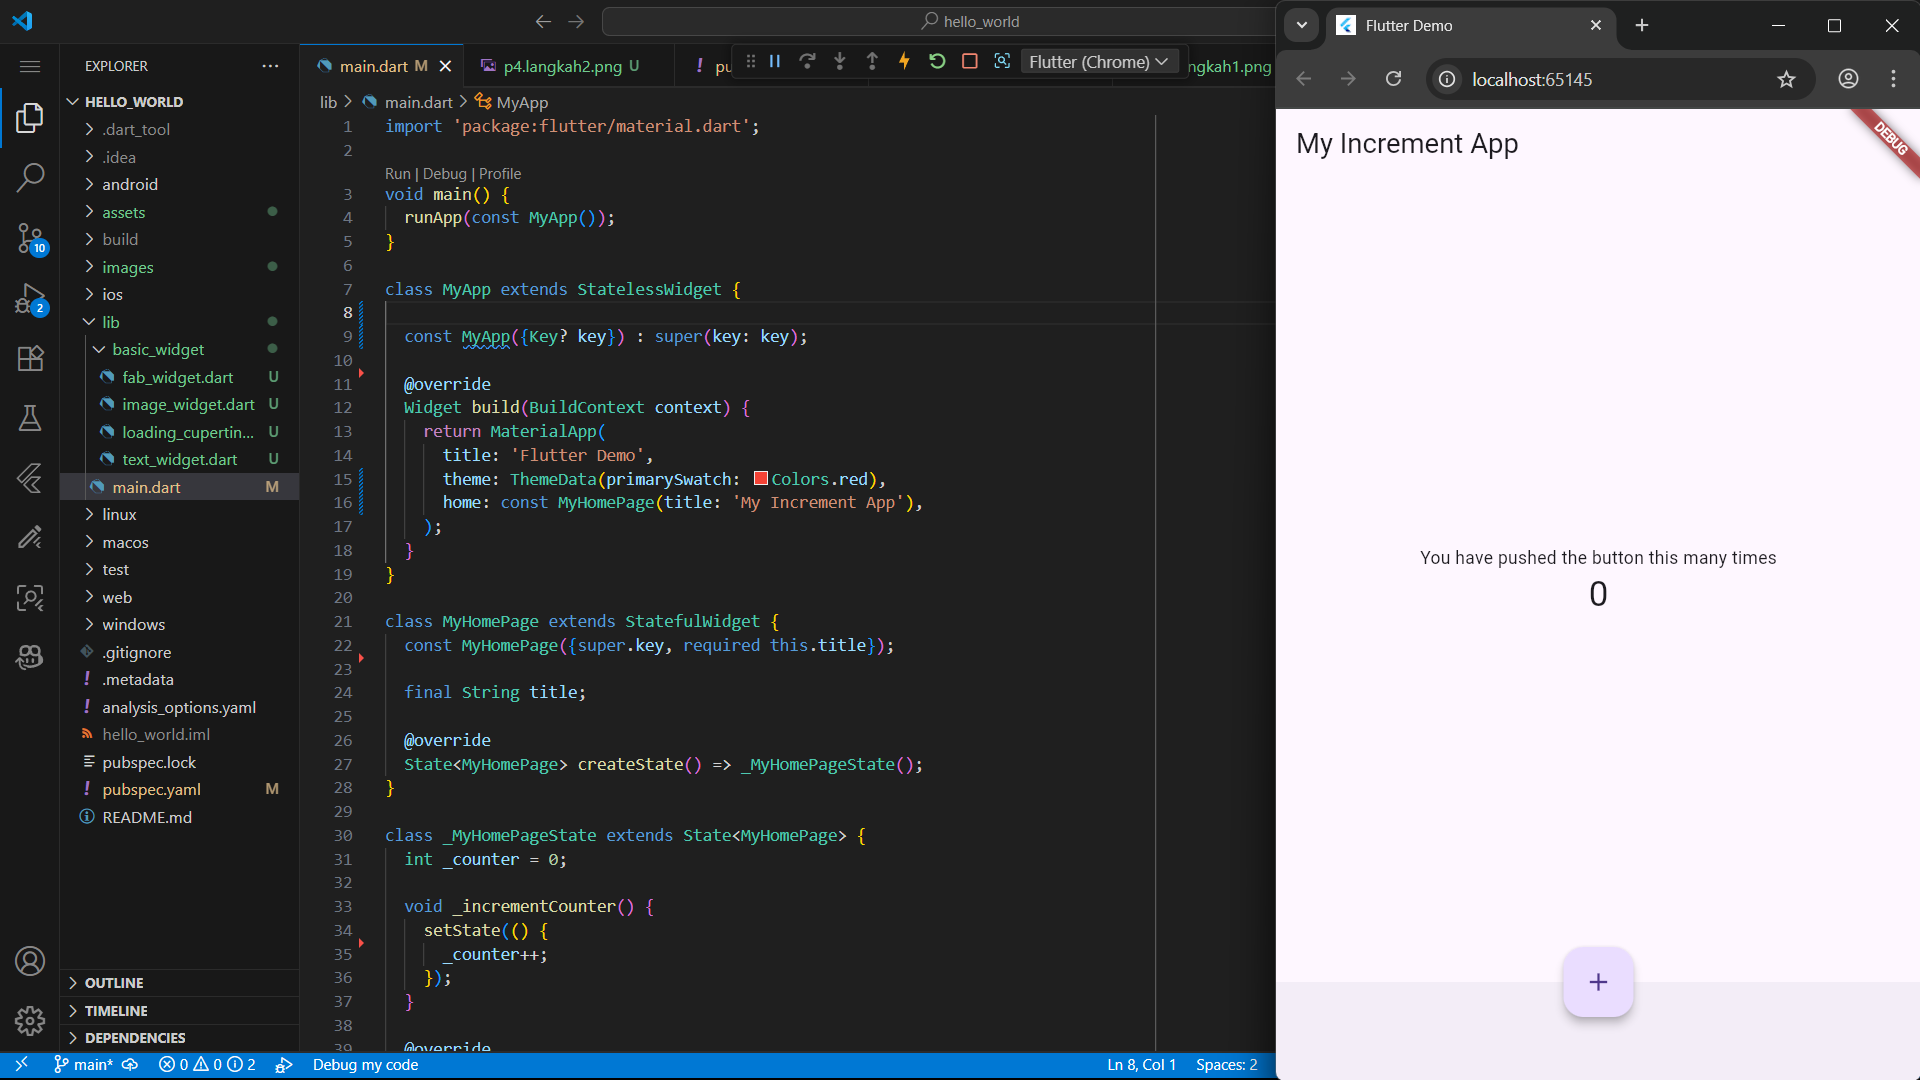 hello_world
EXPLORER
HELLO_WORLD
.dart_tool
.idea
android
assets
build
images
ios
lib
basic_widget
fab_widget.dart U
image_widget.dart U
loading_cupertin... U
text_widget.dart U
main.dart M
linux
macos
test
web
windows
.gitignore
.metadata
analysis_options.yaml
hello_world.iml
pubspec.lock
pubspec.yaml M
README.md
OUTLINE
TIMELINE
DEPENDENCIES
10
2
main.dart M
p4.langkah2.png U
pu
Flutter (Chrome)
ngkah1.png
lib > main.dart > MyApp
1 import 'package:flutter/material.dart';
2
Run | Debug | Profile
3 void main() {
4 runApp(const MyApp());
5 }
6
7 class MyApp extends StatelessWidget {
8
9 const MyApp({Key? key}) : super(key: key);
10
11 @override
12 Widget build(BuildContext context) {
13 return MaterialApp(
14 title: 'Flutter Demo',
15 theme: ThemeData(primarySwatch: Colors.red),
16 home: const MyHomePage(title: 'My Increment App'),
17 );
18 }
19 }
20
21 class MyHomePage extends StatefulWidget {
22 const MyHomePage({super.key, required this.title});
23
24 final String title;
25
26 @override
27 State<MyHomePage> createState() => _MyHomePageState();
28 }
29
30 class _MyHomePageState extends State<MyHomePage> {
31 int _counter = 0;
32
33 void _incrementCounter() {
34 setState(() {
35 _counter++;
36 });
37 }
38
39 @override
main* 0 0 2 Debug my code Ln 8, Col 1 Spaces: 2
Flutter Demo
localhost:65145
DEBUG
My Increment App
You have pushed the button this many times
0
+